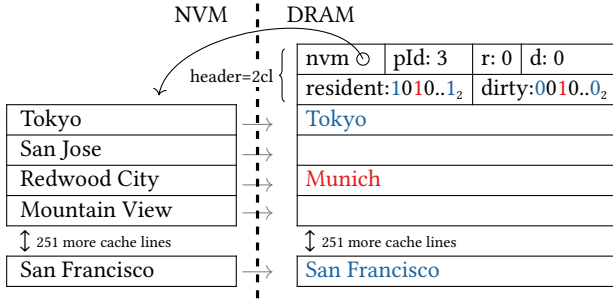 NVM DRAM
nvm pId: 3 r: 0 d: 0
header=2cl
resident:1010..1₂ dirty:0010..0₂
Tokyo Tokyo
San Jose
Redwood City Munich
Mountain View
251 more cache lines 251 more cache lines
San Francisco San Francisco